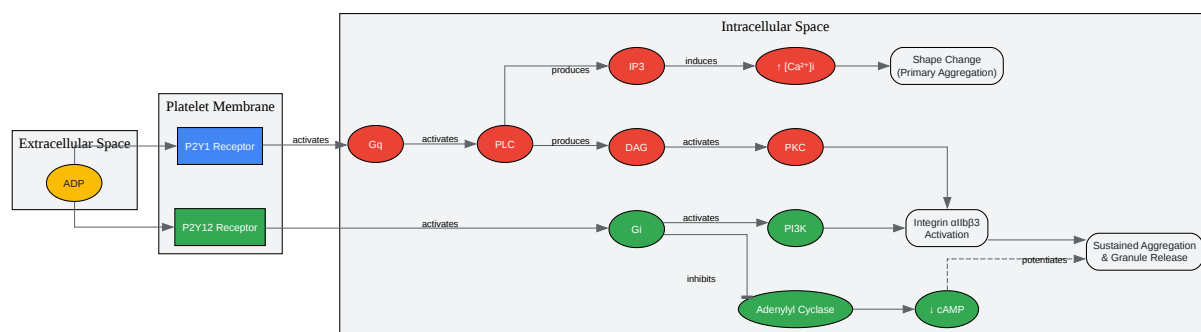 Intracellular Space
Platelet Membrane
Extracellular Space
ADP
P2Y1 Receptor
P2Y12 Receptor
activates
Gq
activates
PLC
produces
IP3
induces
↑ [Ca²⁺]i
Shape Change
(Primary Aggregation)
produces
DAG
activates
PKC
activates
Gi
activates
PI3K
Integrin αIIbβ3
Activation
inhibits
Adenylyl Cyclase
↓ cAMP
potentiates
Sustained Aggregation
& Granule Release